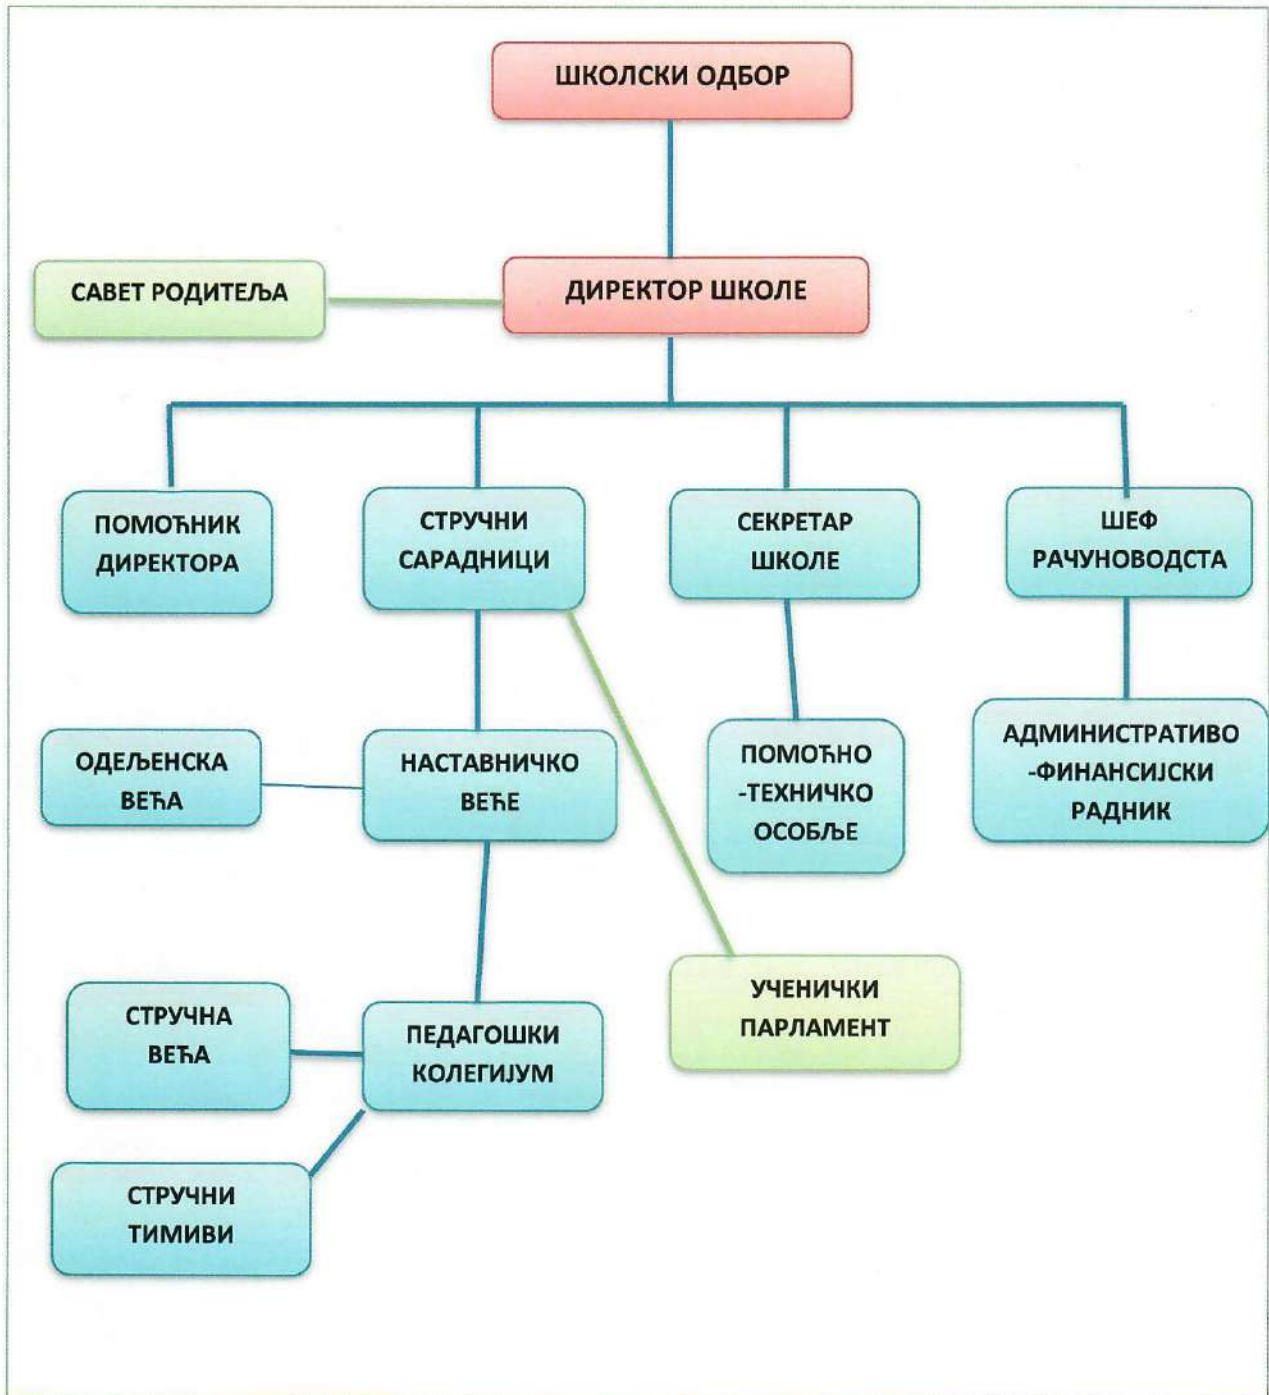 ШКОЛСКИ ОДБОР
САВЕТ РОДИТЕЉА
ДИРЕКТОР ШКОЛЕ
ПОМОЋНИК
ДИРЕКТОРА
СТРУЧНИ
САРАДНИЦИ
СЕКРЕТАР
ШКОЛЕ
ШЕФ
РАЧУНОВОДСТА
ОДЕЉЕНСКА
ВЕЋА
НАСТАВНИЧКО
ВЕЋЕ
ПОМОЋНО
-ТЕХНИЧКО
ОСОБЉЕ
АДМИНИСТРАТИВО
-ФИНАНСИЈСКИ
РАДНИК
СТРУЧНА
ВЕЋА
ПЕДАГОШКИ
КОЛЕГИЈУМ
УЧЕНИЧКИ
ПАРЛАМЕНТ
СТРУЧНИ
ТИМИВИ